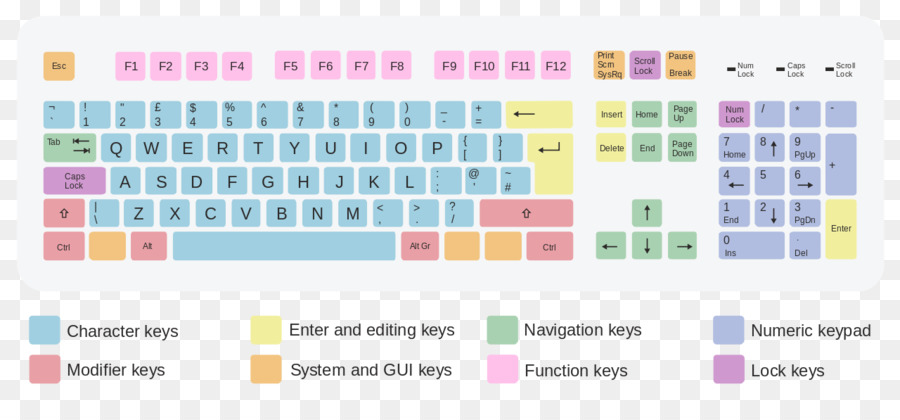 Esc F1 F2 F3 F4 F5 F6 F7 F8 F9 F10 F11 F12
Print
Scrn
SysRq
Scroll
Lock
Pause
Break
Num
Lock
Caps
Lock
Scroll
Lock
¬ ! " £ $ % ^ & * ( ) _ +
` 1 2 3 4 5 6 7 8 9 0 - =
Insert Home Page
Up
Num
Lock
/ * -
Tab Q W E R T Y U I O P { }
[ ]
Delete End Page
Down
7 8 9
Home PgUp
+
Caps
Lock
A S D F G H J K L : @ ~
; ' #
4 5 6
|
\ Z X C V B N M < > ?
, . /
1 2 3
End PgDn
Enter
Ctrl Alt Alt Gr Ctrl
0 .
Ins Del
Character keys Enter and editing keys Navigation keys Numeric keypad
Modifier keys System and GUI keys Function keys Lock keys